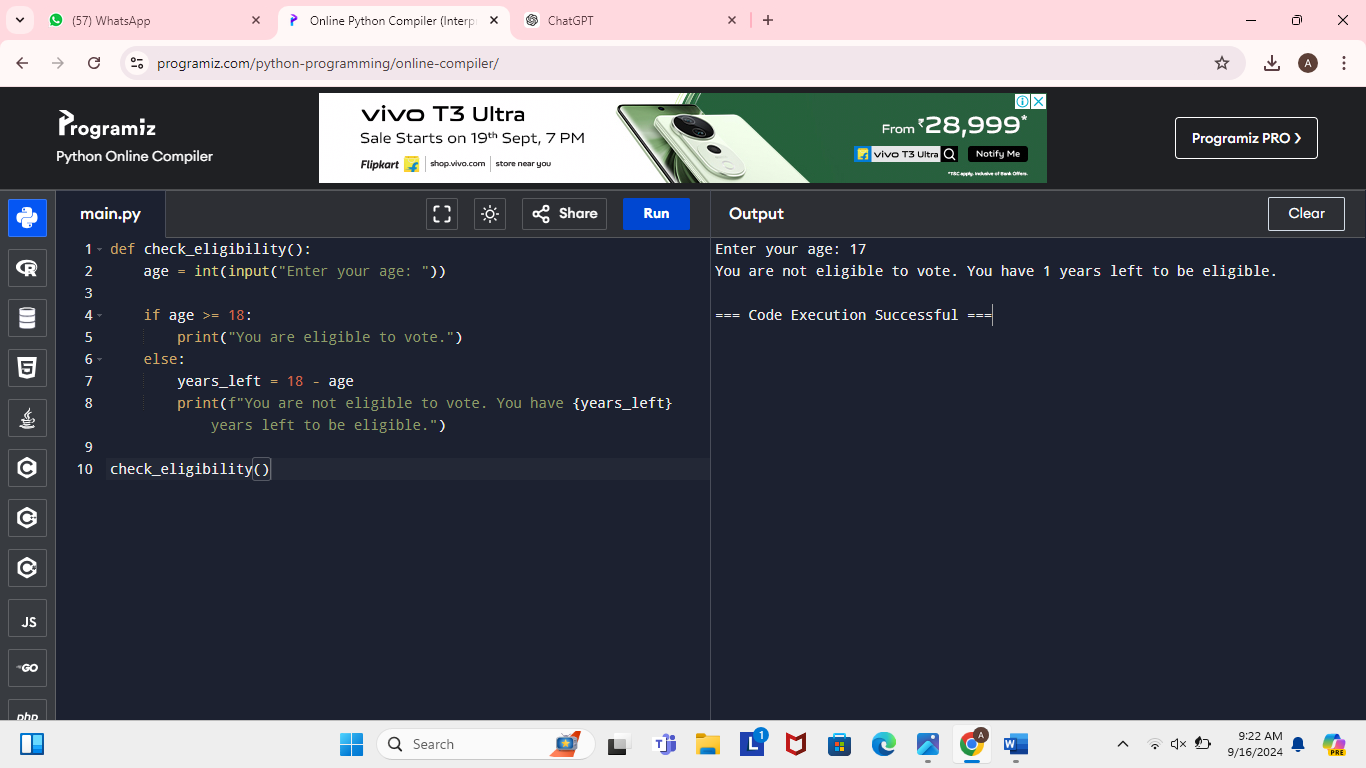 (57) WhatsApp
Online Python Compiler (Interp
ChatGPT
programiz.com/python-programming/online-compiler/
A
Programiz
Python Online Compiler
vivo T3 Ultra
Sale Starts on 19th Sept, 7 PM
Flipkart shop.vivo.com store near you
From ₹28,999*
vivo T3 Ultra Notify Me
*T&C apply. Inclusive of Bank Offers.
Programiz PRO >
main.py
Share
Run
Output
Clear
1 def check_eligibility():
2 age = int(input("Enter your age: "))
3
4 if age >= 18:
5 print("You are eligible to vote.")
6 else:
7 years_left = 18 - age
8 print(f"You are not eligible to vote. You have {years_left}
years left to be eligible.")
9
10 check_eligibility()
Enter your age: 17
You are not eligible to vote. You have 1 years left to be eligible.
=== Code Execution Successful ===
JS
GO
php
Search
L
1
A
W
9:22 AM
9/16/2024
PRE